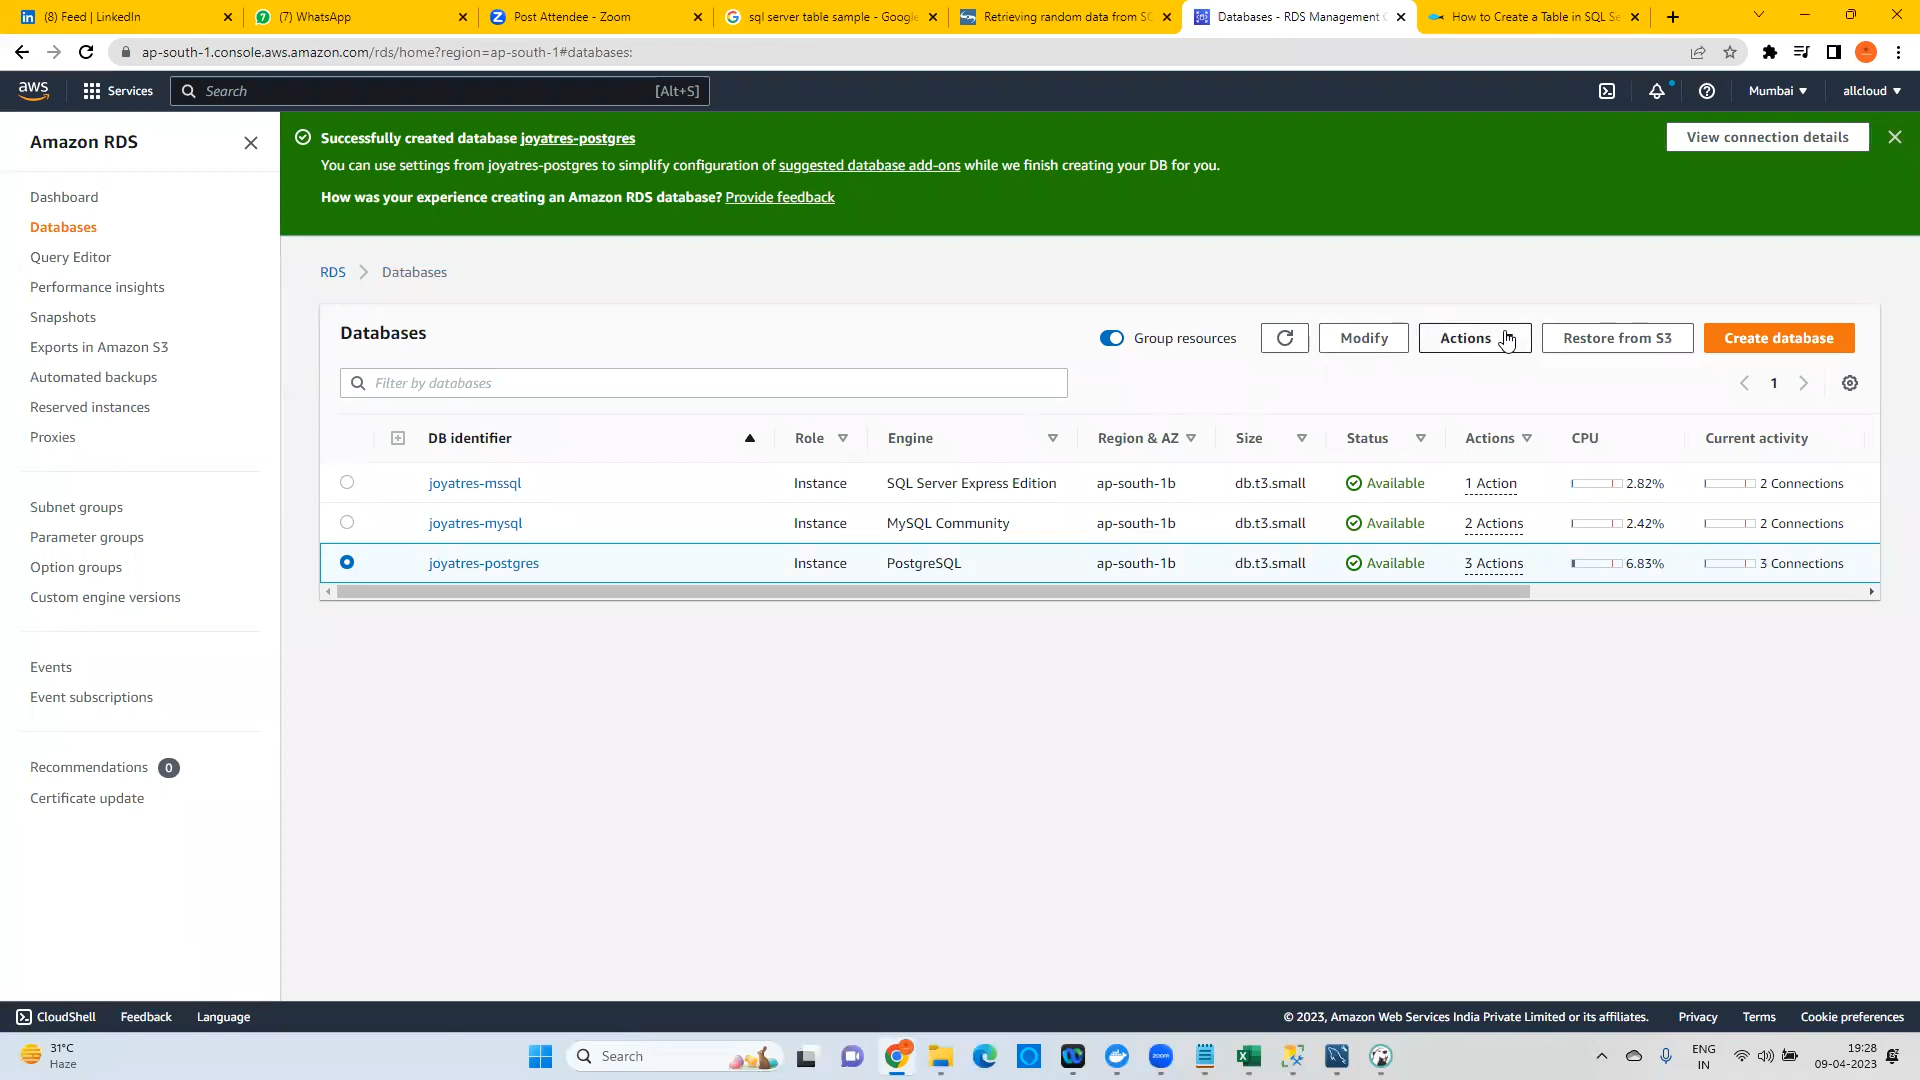 (8) Feed | LinkedIn
(7) WhatsApp
Post Attendee - Zoom
sql server table sample - Google
Retrieving random data from SQ
Databases - RDS Management C
How to Create a Table in SQL Se
ap-south-1.console.aws.amazon.com/rds/home?region=ap-south-1#databases:
aws
Services
Search
[Alt+S]
Mumbai
allcloud
Amazon RDS
Dashboard
Databases
Query Editor
Performance insights
Snapshots
Exports in Amazon S3
Automated backups
Reserved instances
Proxies
Subnet groups
Parameter groups
Option groups
Custom engine versions
Events
Event subscriptions
Recommendations 0
Certificate update
Successfully created database joyatres-postgres
You can use settings from joyatres-postgres to simplify configuration of suggested database add-ons while we finish creating your DB for you.
How was your experience creating an Amazon RDS database? Provide feedback
View connection details
RDS
Databases
Databases
Group resources
Modify
Actions
Restore from S3
Create database
Filter by databases
1
DB identifier Role Engine Region & AZ Size Status Actions CPU Current activity
joyatres-mssql Instance SQL Server Express Edition ap-south-1b db.t3.small Available 1 Action 2.82% 2 Connections
joyatres-mysql Instance MySQL Community ap-south-1b db.t3.small Available 2 Actions 2.42% 2 Connections
joyatres-postgres Instance PostgreSQL ap-south-1b db.t3.small Available 3 Actions 6.83% 3 Connections
CloudShell
Feedback
Language
© 2023, Amazon Web Services India Private Limited or its affiliates.
Privacy
Terms
Cookie preferences
31°C
Haze
Search
zoom
ENG
IN
19:28
09-04-2023